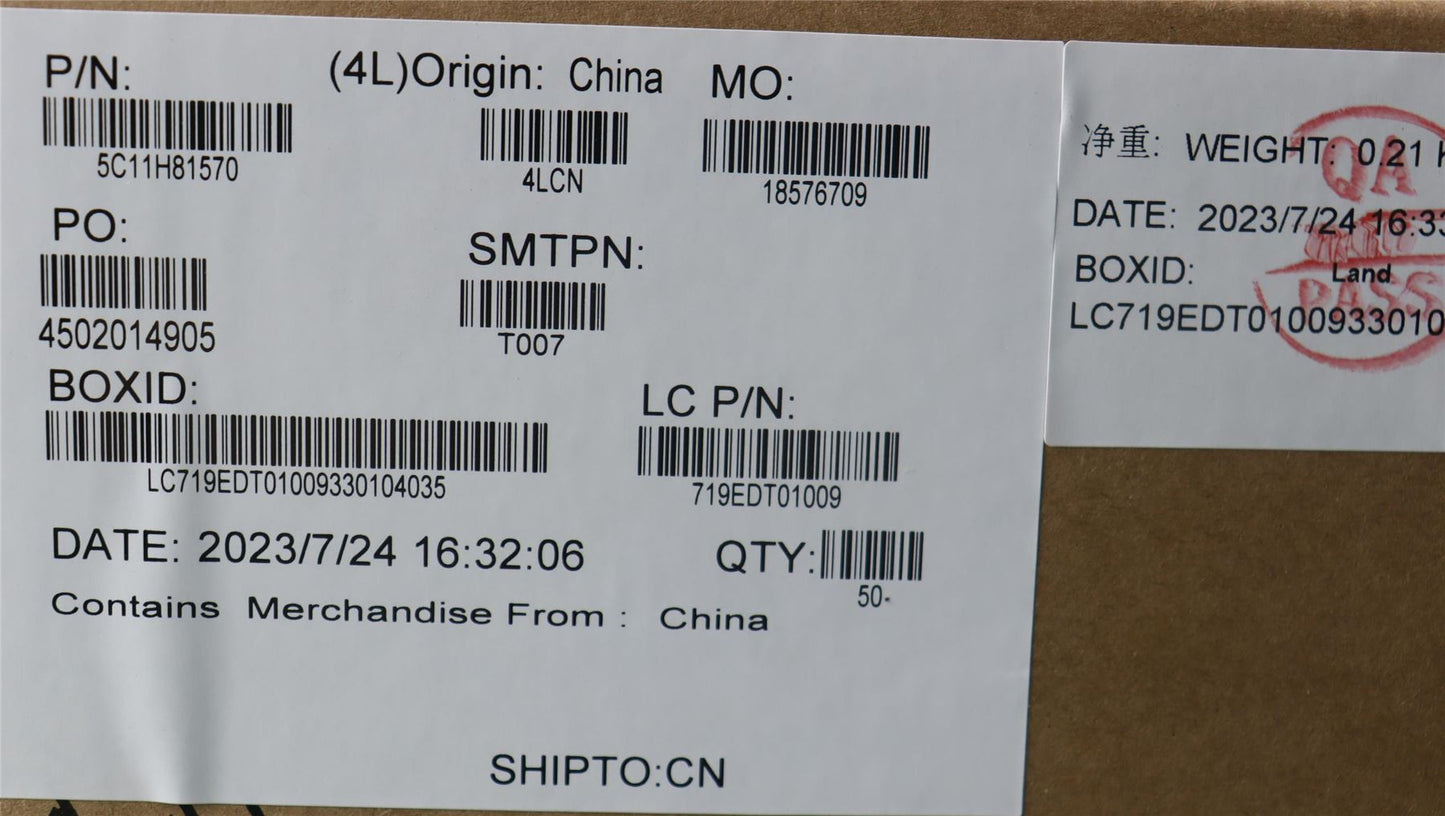 P/N: (4L)Origin: China MO:
5C11H81570 4LCN 18576709
PO: SMTPN:
4502014905 T007
BOXID: LC P/N:
LC719EDT01009330104035 719EDT01009
DATE: 2023/7/24 16:32:06 QTY:
50-
Contains Merchandise From : China
SHIPTO:CN
净重: WEIGHT: 0.21
DATE: 2023/7/24 16:33
BOXID: Land
LC719EDT0100933010
QA
PASS